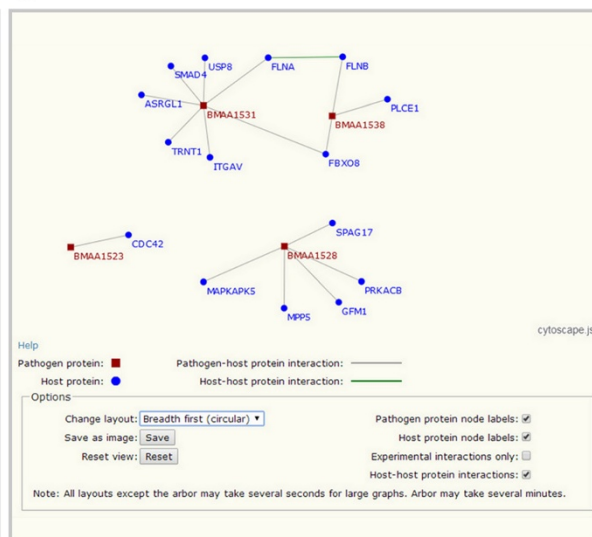 USP8
SMAD4
FLNA
FLNB
ASRGL1
BMAA1531
PLCE1
BMAA1538
TRNT1
ITGAV
FBXO8
SPAG17
CDC42
BMAA1523
BMAA1528
MAPKAPK5
PRKACB
GFM1
MPP5
cytoscape.js
Help
Pathogen protein: Pathogen-host protein interaction:
Host protein: Host-host protein interaction:
Options
Change layout: Breadth first (circular) Pathogen protein node labels:
Save as image: Save Host protein node labels:
Reset view: Reset Experimental interactions only:
Host-host protein interactions:
Note: All layouts except the arbor may take several seconds for large graphs. Arbor may take several minutes.